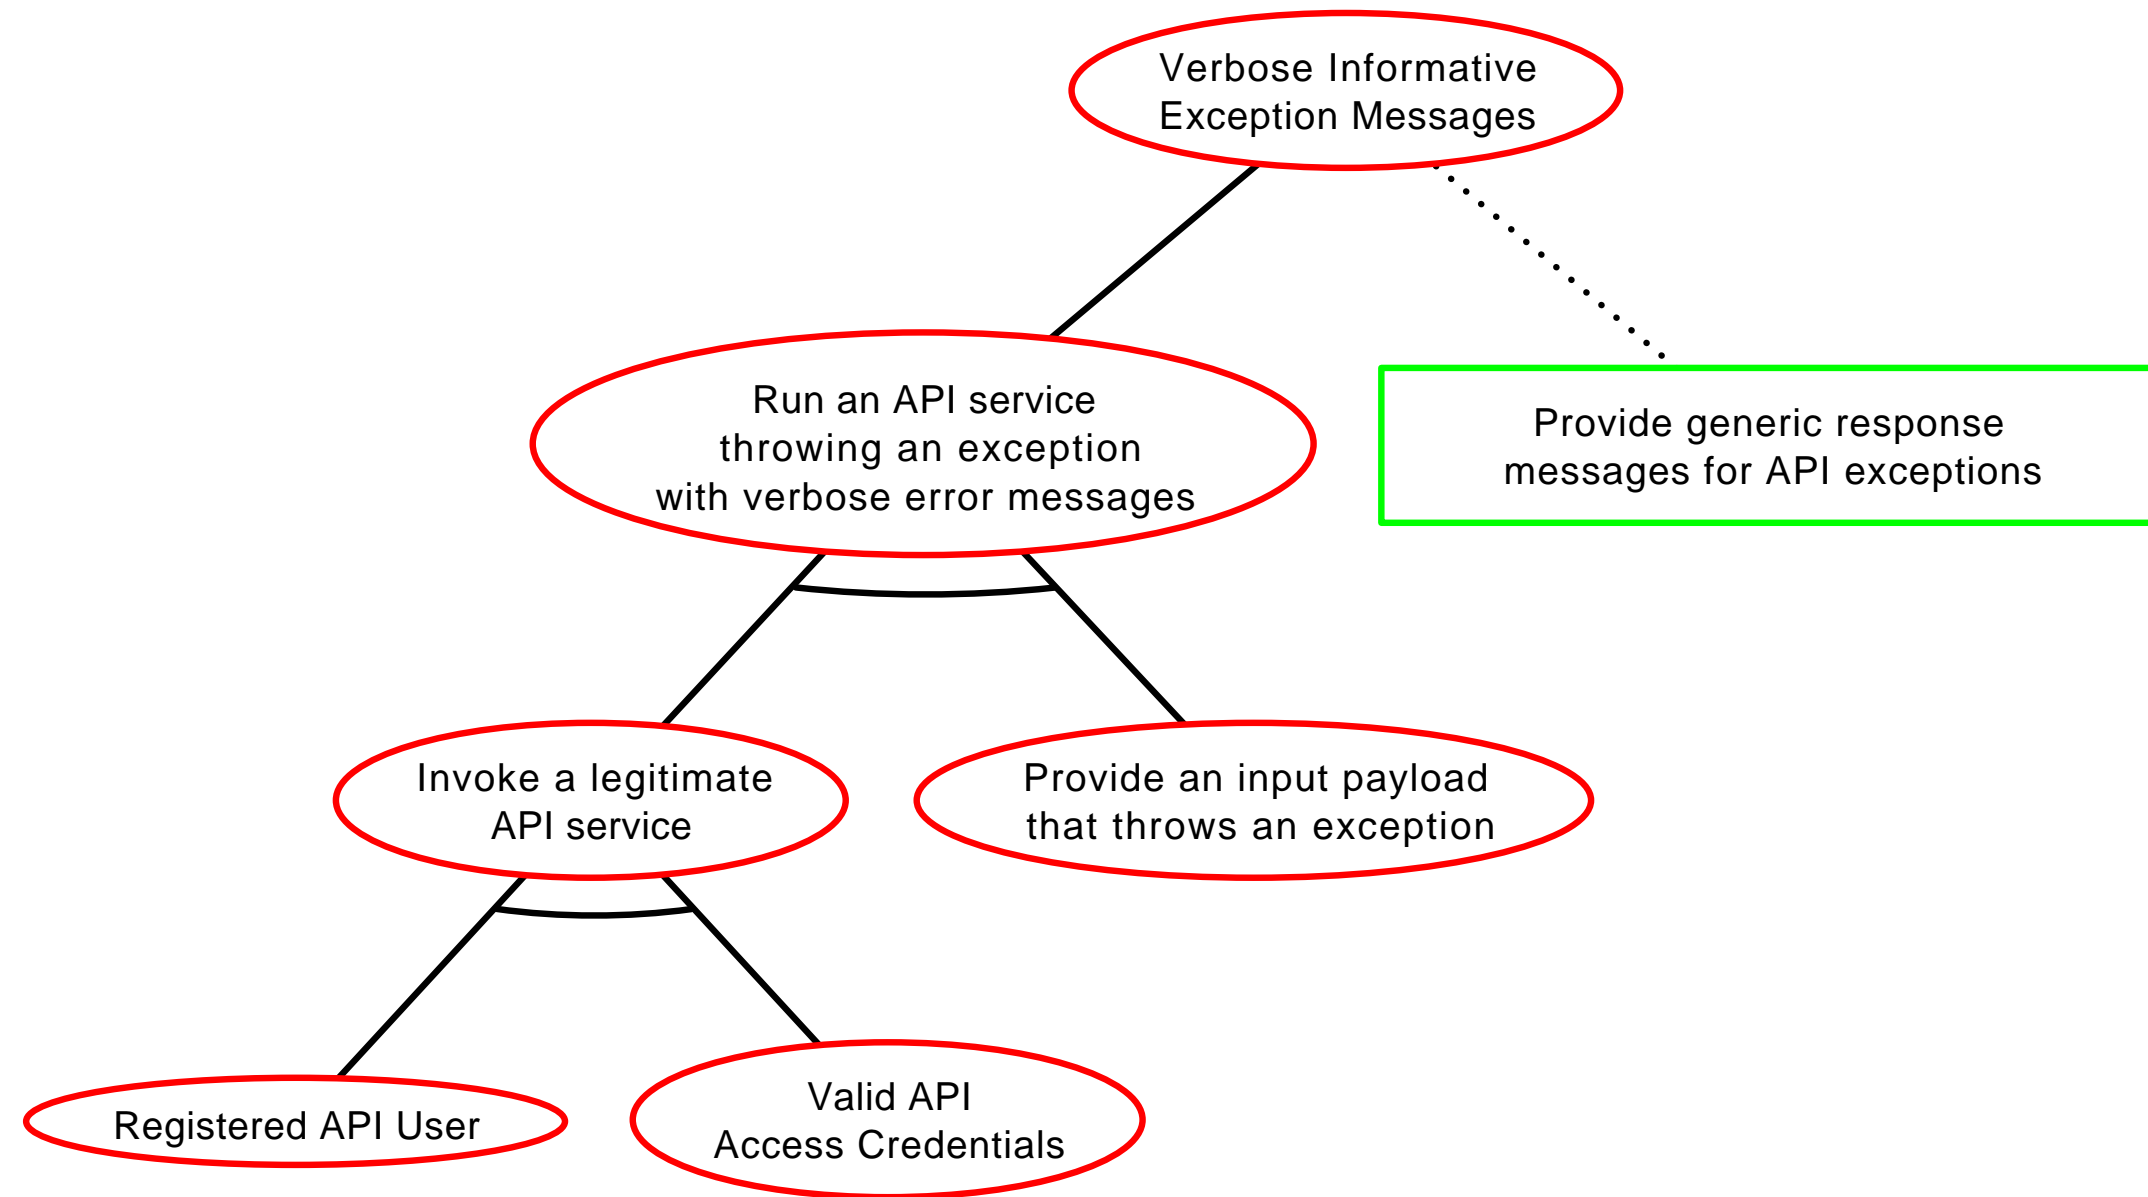 Verbose Informative
Exception Messages
Run an API service
throwing an exception
with verbose error messages
Provide generic response
messages for API exceptions
Invoke a legitimate
API service
Provide an input payload
that throws an exception
Registered API User
Valid API
Access Credentials